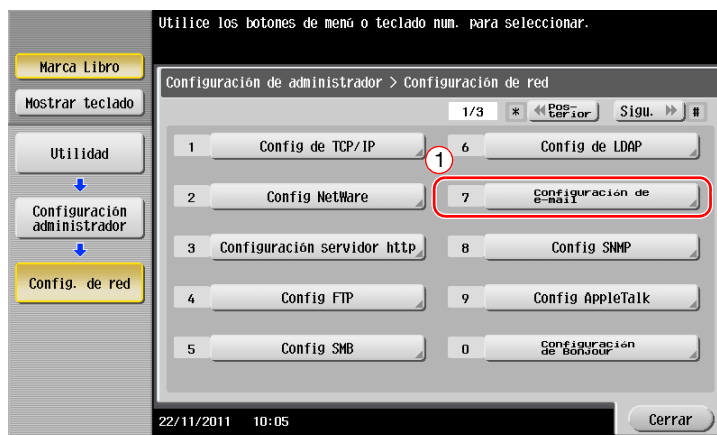 Utilice los botones de menú o teclado num. para seleccionar.
Marca Libro
Mostrar teclado
Utilidad
Configuración
administrador
Config. de red
Configuración de administrador > Configuración de red
1/3
*
Pos-
terior
Sigu.
#
1 Config de TCP/IP
2 Config NetWare
3 Configuración servidor http
4 Config FTP
5 Config SMB
1
6 Config de LDAP
7 Configuración de
e-mail
8 Config SNMP
9 Config AppleTalk
0 Configuración
de Bonjour
22/11/2011 10:05
Cerrar